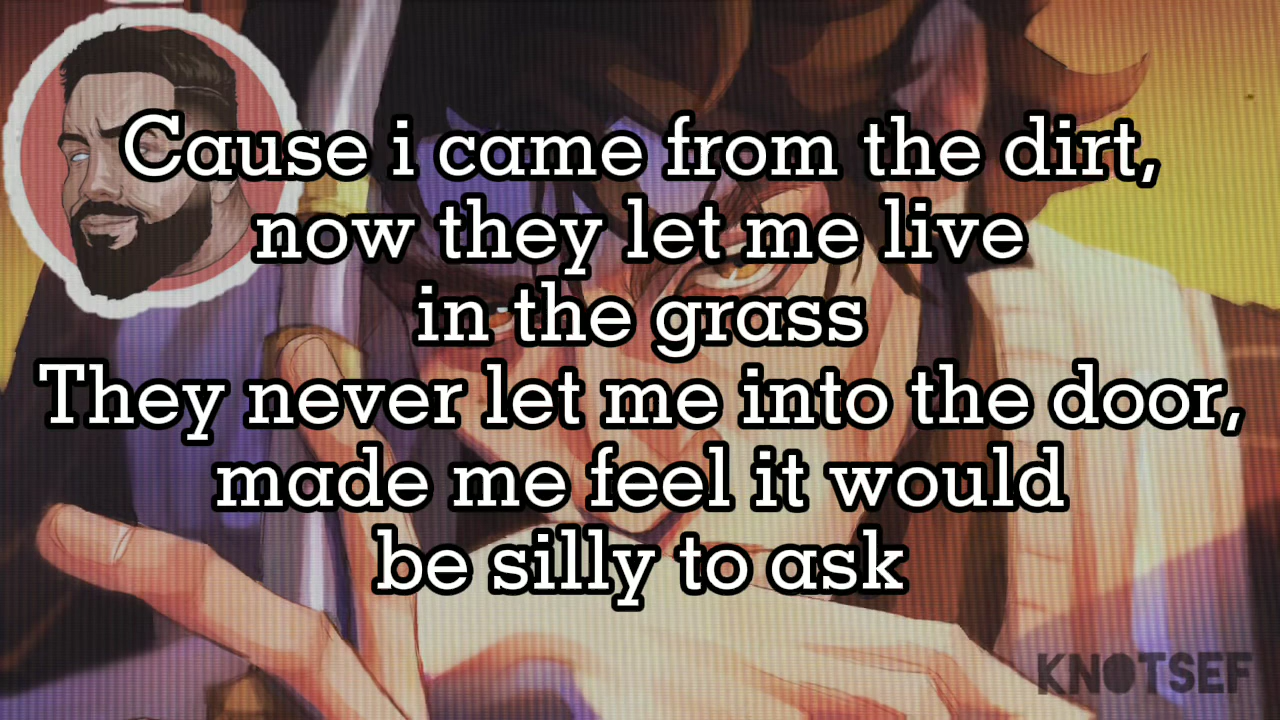 Cause i came from the dirt,
now they let me live
in the grass
They never let me into the door,
made me feel it would
be silly to ask
KNOTSEF